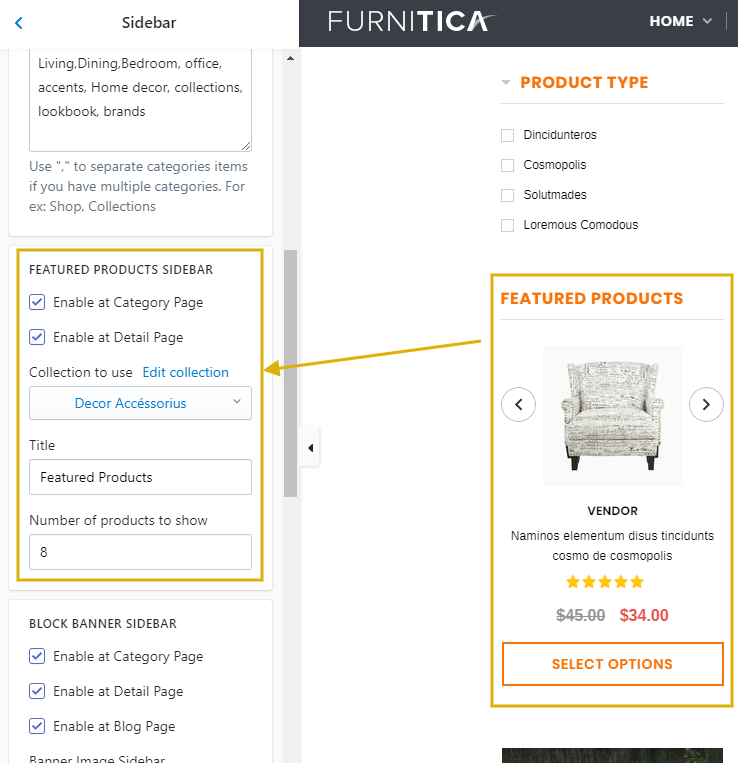 Sidebar
Living,Dining,Bedroom, office,
accents, Home decor, collections,
lookbook, brands
Use "," to separate categories items
if you have multiple categories. For
ex: Shop, Collections
FEATURED PRODUCTS SIDEBAR
Enable at Category Page
Enable at Detail Page
Collection to use Edit collection
Decor Accéssorius
Title
Featured Products
Number of products to show
8
BLOCK BANNER SIDEBAR
Enable at Category Page
Enable at Detail Page
Enable at Blog Page
Banner Image Sidebar
FURNITICA
HOME
PRODUCT TYPE
Dincidunteros
Cosmopolis
Solutmades
Loremous Comodous
FEATURED PRODUCTS
VENDOR
Naminos elementum disus tincidunts
cosmo de cosmopolis
$45.00 $34.00
SELECT OPTIONS